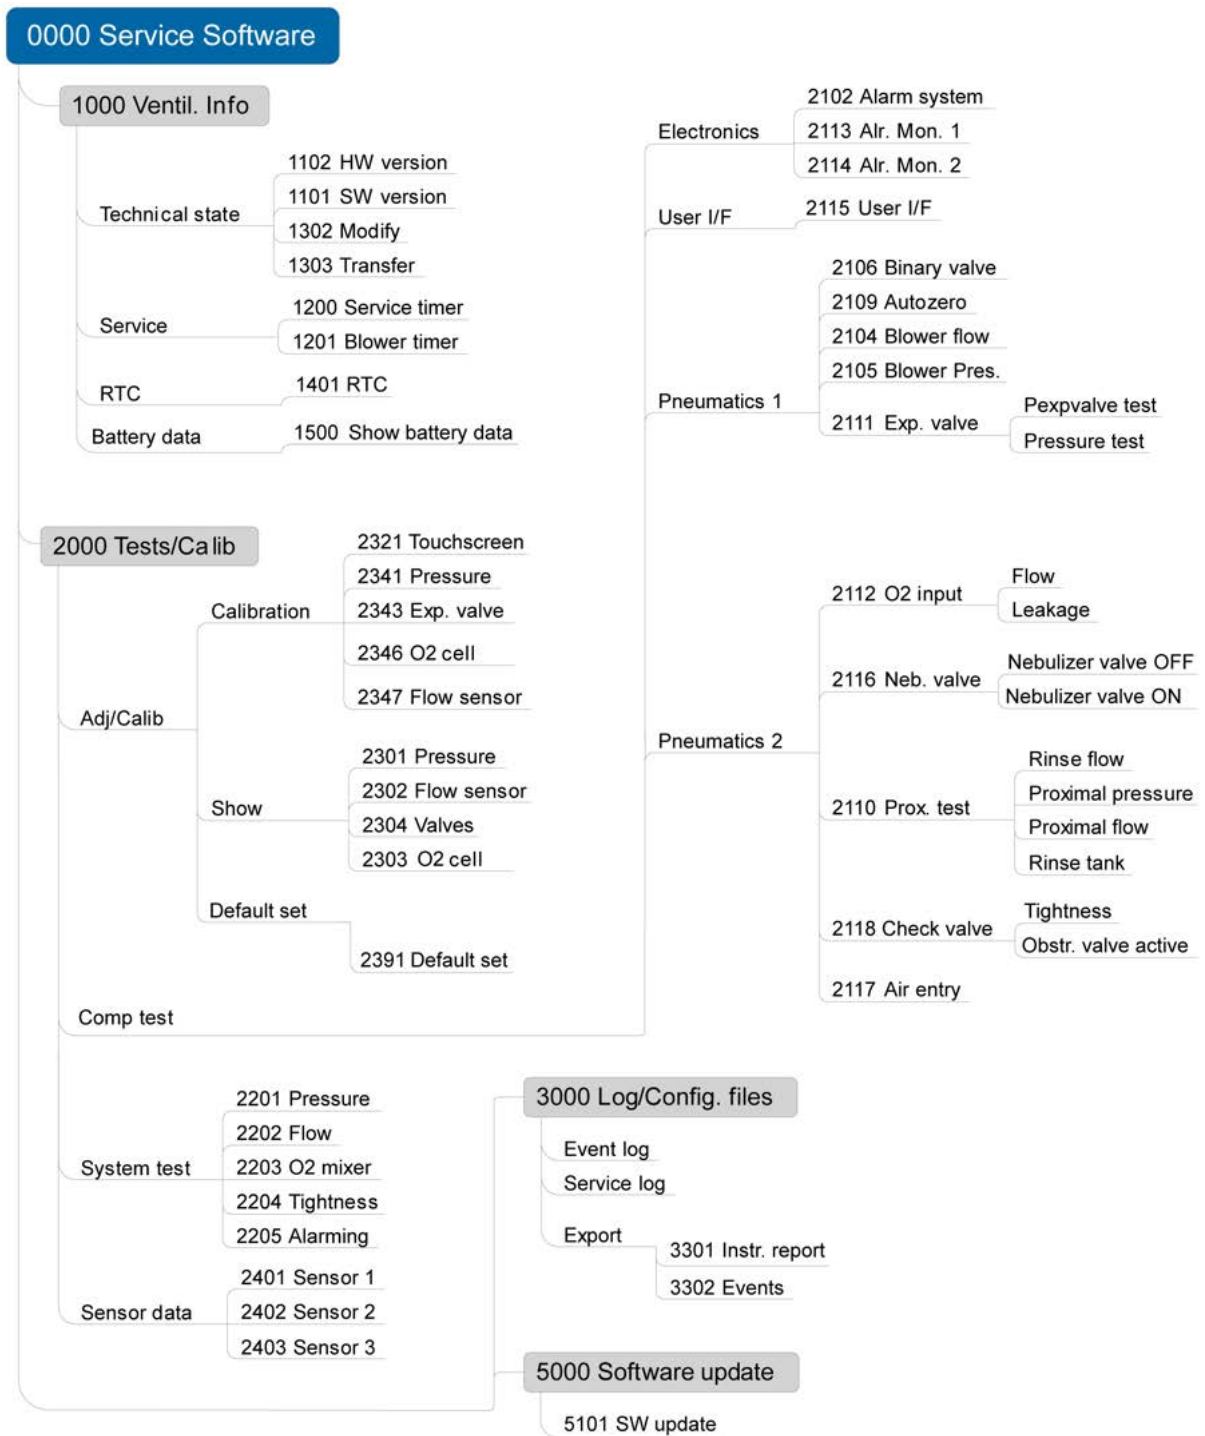 0000 Service Software
1000 Ventil. Info
Technical state
1102 HW version
1101 SW version
1302 Modify
1303 Transfer
Service
1200 Service timer
1201 Blower timer
RTC
1401 RTC
Battery data
1500 Show battery data
2000 Tests/Calib
Adj/Calib
Calibration
2321 Touchscreen
2341 Pressure
2343 Exp. valve
2346 O2 cell
2347 Flow sensor
Show
2301 Pressure
2302 Flow sensor
2304 Valves
2303 O2 cell
Default set
2391 Default set
Comp test
Electronics
2102 Alarm system
2113 Alr. Mon. 1
2114 Alr. Mon. 2
User I/F
2115 User I/F
Pneumatics 1
2106 Binary valve
2109 Autozero
2104 Blower flow
2105 Blower Pres.
2111 Exp. valve
Pexpvalve test
Pressure test
Pneumatics 2
2112 O2 input
Flow
Leakage
2116 Neb. valve
Nebulizer valve OFF
Nebulizer valve ON
2110 Prox. test
Rinse flow
Proximal pressure
Proximal flow
Rinse tank
2118 Check valve
Tightness
Obstr. valve active
2117 Air entry
System test
2201 Pressure
2202 Flow
2203 O2 mixer
2204 Tightness
2205 Alarming
Sensor data
2401 Sensor 1
2402 Sensor 2
2403 Sensor 3
3000 Log/Config. files
Event log
Service log
Export
3301 Instr. report
3302 Events
5000 Software update
5101 SW update